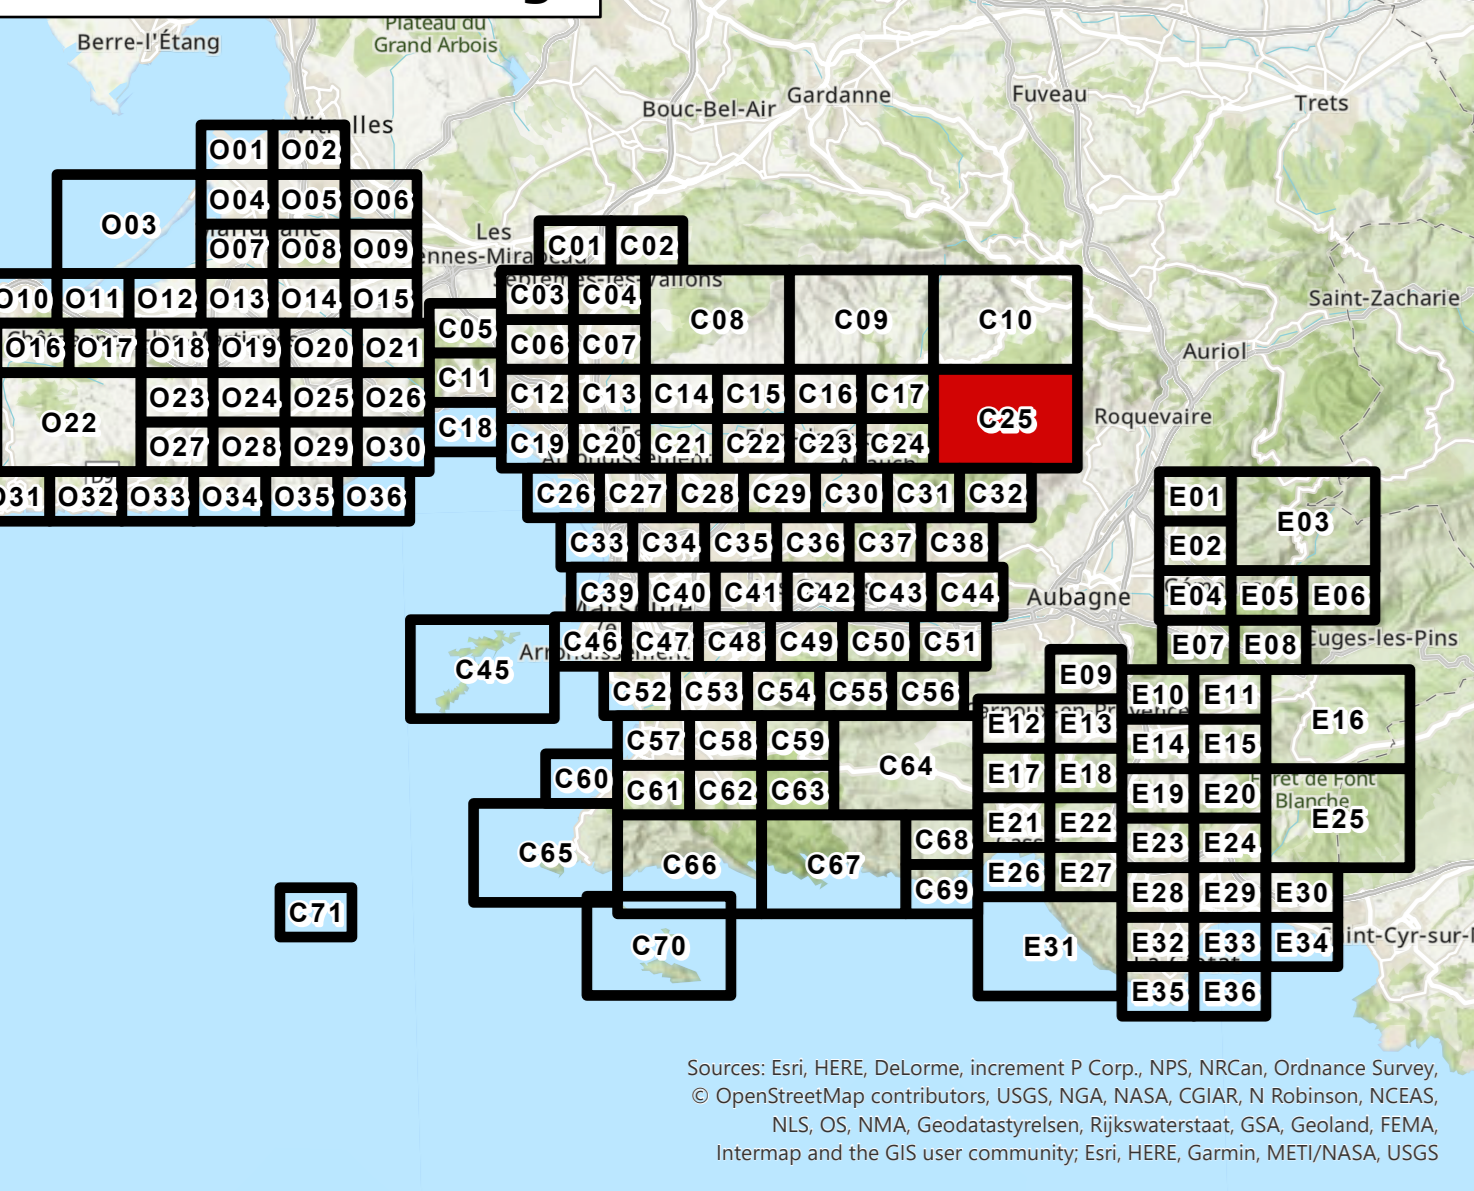 Plateau du
Grand Arbois
Berre-l'Étang
Bouc-Bel-Air
Gardanne
Fuveau
Trets
O01 O02
O03
O04 O05 O06
O07 O08 O09
O10 O11 O12 O13 O14 O15
O16 O17 O18 O19 O20 O21
O22
O23 O24 O25 O26
O27 O28 O29 O30
O31 O32 O33 O34 O35 O36
Les
Septèmes-les-Vallons
C01 C02
C03 C04
C05
C06 C07
C08 C09 C10
C11
C12 C13 C14 C15 C16 C17
C18
C19 C20 C21 C22 C23 C24
C25
Saint-Zacharie
Auriol
Roquevaire
C26 C27 C28 C29 C30 C31 C32
C33 C34 C35 C36 C37 C38
C39 C40 C41 C42 C43 C44
Marseille
C45
C46 C47 C48 C49 C50 C51
C52 C53 C54 C55 C56
C57 C58 C59
C60
C61 C62 C63
C64
C65 C66 C67
C68
C69
C70
C71
Aubagne
E01
E02
E03
E04 E05 E06
E07 E08
Cuges-les-Pins
E09
E10 E11
E12 E13
E14 E15
E16
E17 E18
E19 E20
Forêt de Font
Blanche
E21 E22
E23 E24
E25
E26 E27
E28 E29 E30
E31
E32 E33 E34
E35 E36
Sources: Esri, HERE, DeLorme, increment P Corp., NPS, NRCan, Ordnance Survey,
© OpenStreetMap contributors, USGS, NGA, NASA, CGIAR, N Robinson, NCEAS,
NLS, OS, NMA, Geodatastyrelsen, Rijkswaterstaat, GSA, Geoland, FEMA,
Intermap and the GIS user community; Esri, HERE, Garmin, METI/NASA, USGS